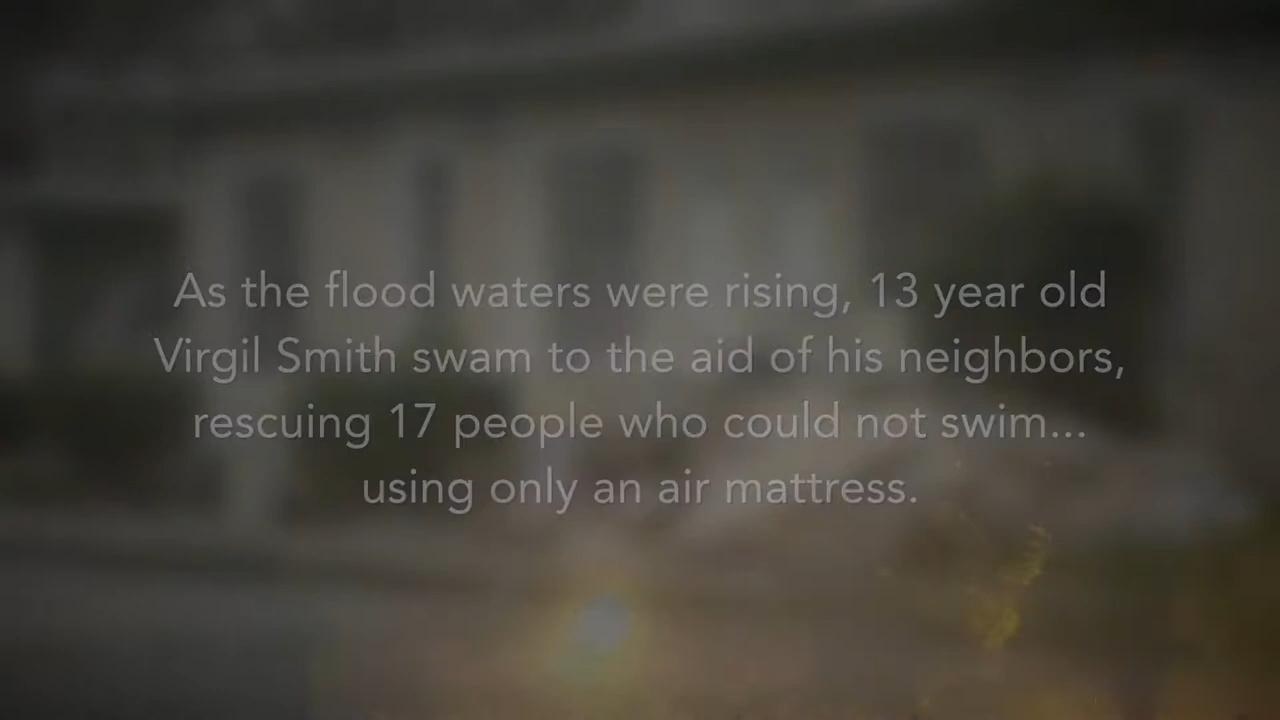 As the flood waters were rising, 13 year old
Virgil Smith swam to the aid of his neighbors,
rescuing 17 people who could not swim...
using only an air mattress.